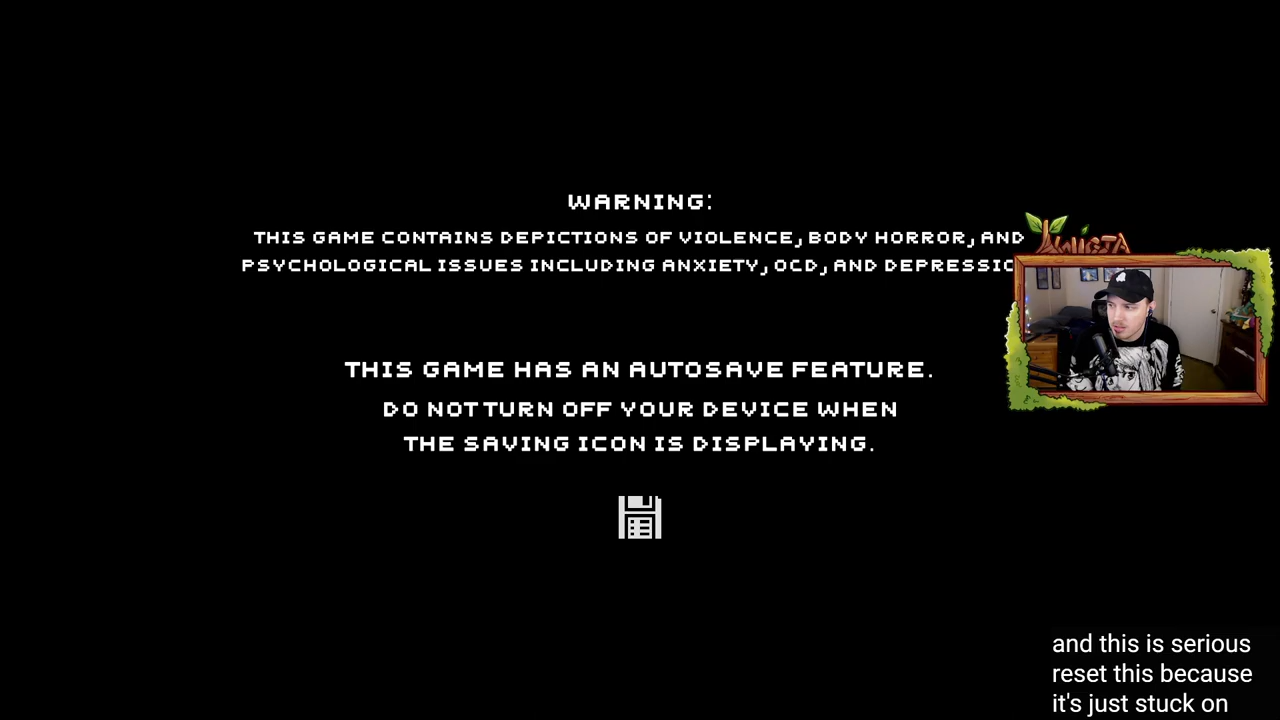 WARNING:
THIS GAME CONTAINS DEPICTIONS OF VIOLENCE, BODY HORROR, AND
PSYCHOLOGICAL ISSUES INCLUDING ANXIETY, OCD, AND
THIS GAME HAS AN AUTOSAVE FEATURE.
DO NOT TURN OFF YOUR DEVICE WHEN
THE SAVING ICON IS DISPLAYING.
and this is serious
reset this because
it's just stuck on